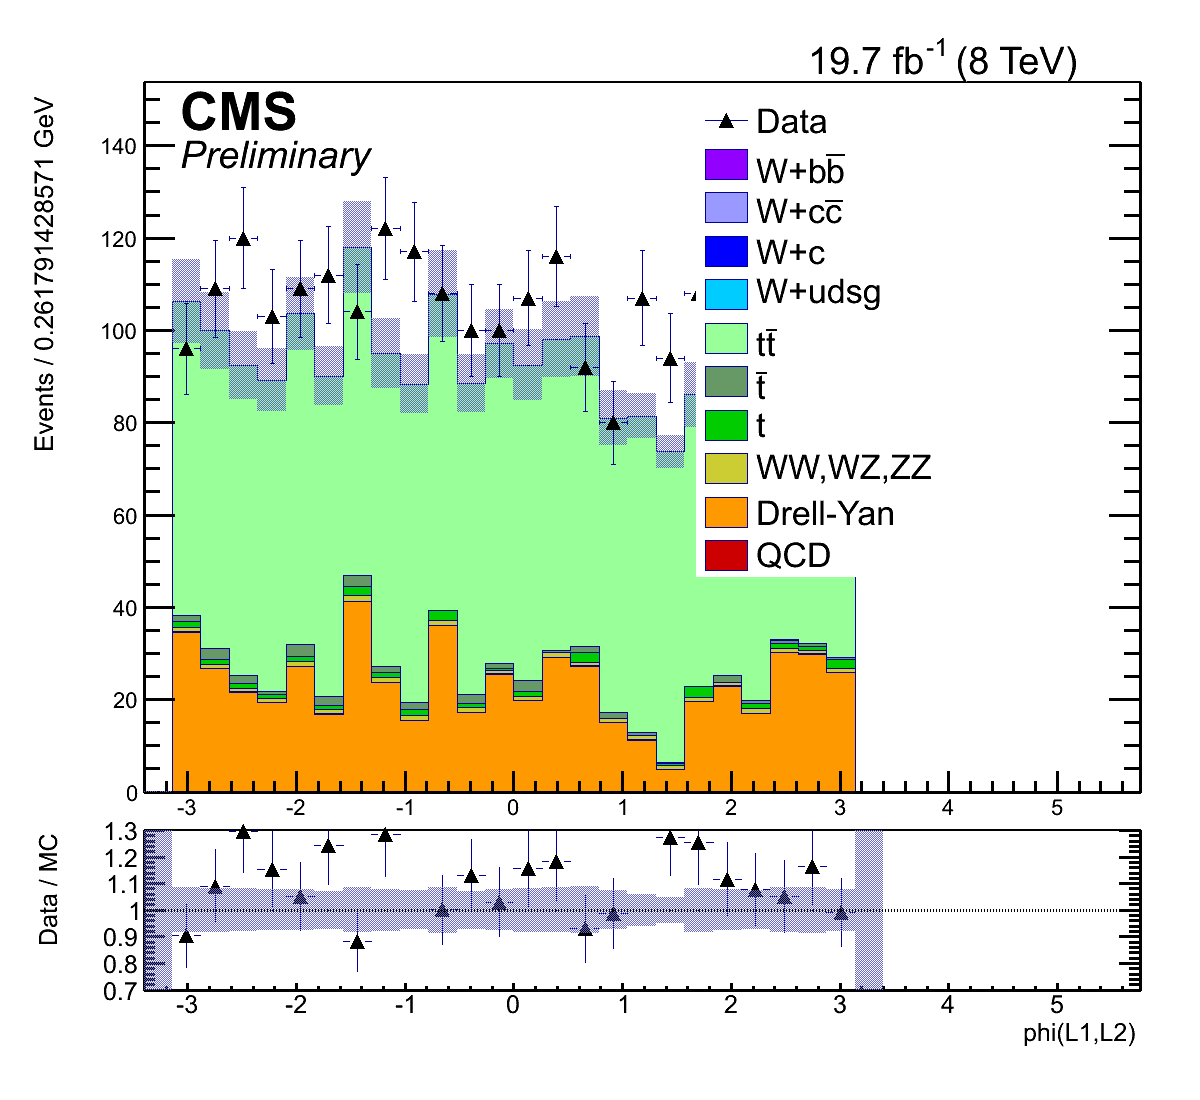 19.7 fb⁻¹ (8 TeV)
CMS
Preliminary
Events / 0.261791428571 GeV
140
120
100
80
60
40
20
0
Data
W+bb̅
W+cc̅
W+c
W+udsg
tt̅
t̅
t
WW,WZ,ZZ
Drell-Yan
QCD
-3 -2 -1 0 1 2 3 4 5
Data / MC
1.3
1.2
1.1
1
0.9
0.8
0.7
-3 -2 -1 0 1 2 3 4 5
phi(L1,L2)